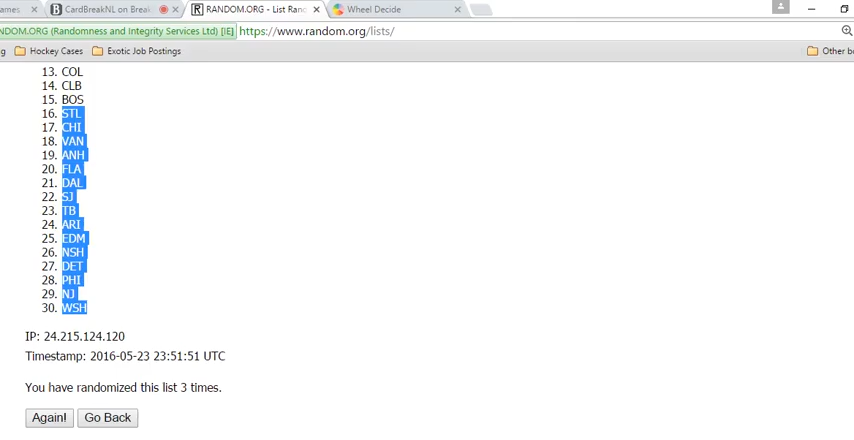 ames
CardBreakNL on Break
RANDOM.ORG - List Ran
Wheel Decide
NDOM.ORG (Randomness and Integrity Services Ltd) [IE]
https://www.random.org/lists/
g
Hockey Cases
Exotic Job Postings
Other b
13. COL
14. CLB
15. BOS
16. STL
17. CHI
18. VAN
19. ANH
20. FLA
21. DAL
22. SJ
23. TB
24. ARI
25. EDM
26. NSH
27. DET
28. PHI
29. NJ
30. WSH
IP: 24.215.124.120
Timestamp: 2016-05-23 23:51:51 UTC
You have randomized this list 3 times.
Again!
Go Back